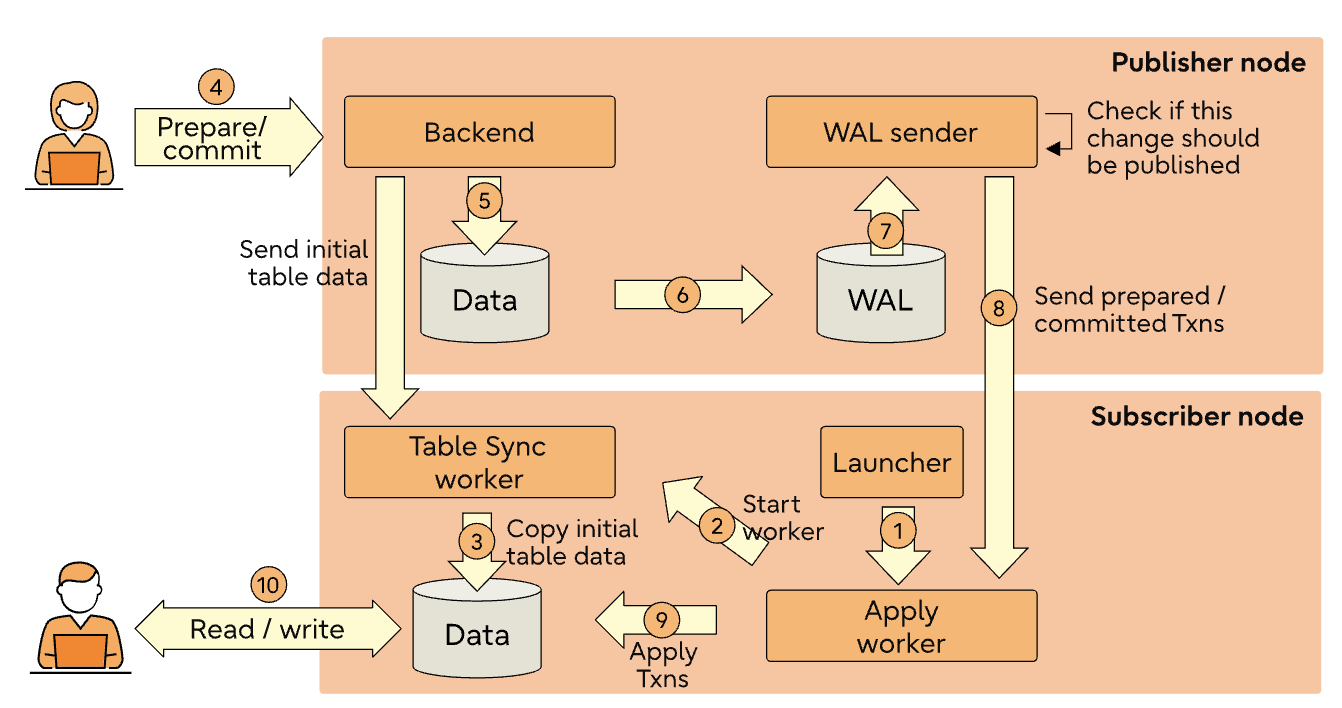 Publisher node
4
Prepare/
commit
Backend
WAL sender
Check if this
change should
be published
5
7
Send initial
table data
Data
6
WAL
8
Send prepared /
committed Txns
Subscriber node
Table Sync
worker
Launcher
2
Start
worker
1
3
Copy initial
table data
10
Read / write
Data
9
Apply
Txns
Apply
worker